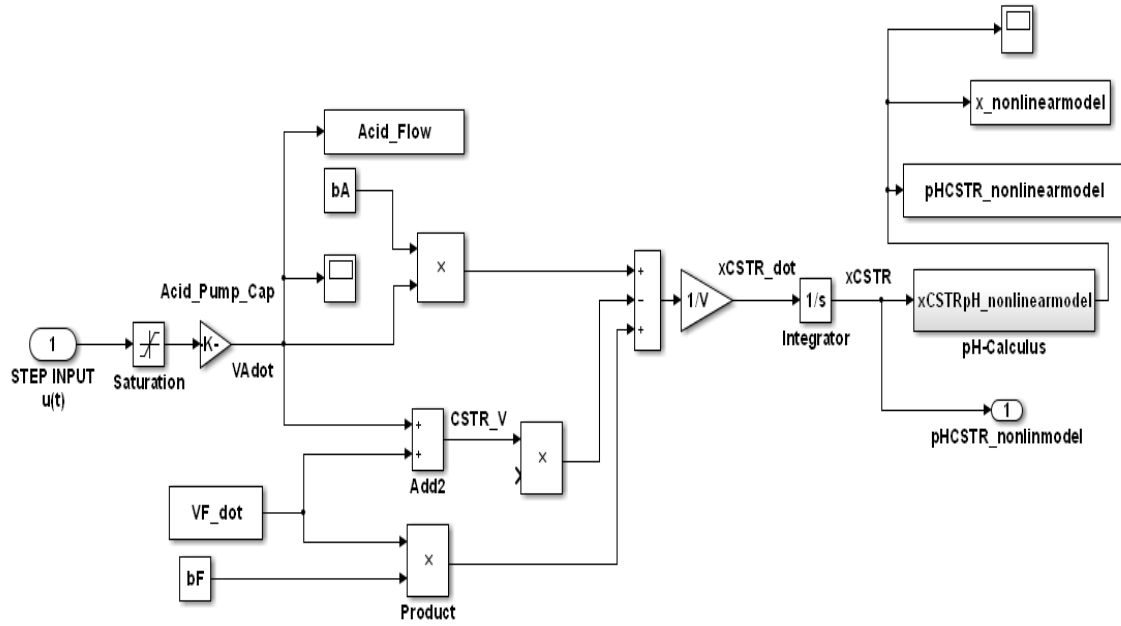 x_nonlinearmodel
Acid_Flow
bA
pHCSTR_nonlinearmodel
x
+
-
+
1/V
xCSTR_dot
1/s
Integrator
xCSTR
xCSTRpH_nonlinearmodel
pH-Calculus
Acid_Pump_Cap
1
STEP INPUT
u(t)
Saturation
-K-
VAdot
+
+
Add2
CSTR_V
x
1
pHCSTR_nonlinmodel
VF_dot
bF
x
Product